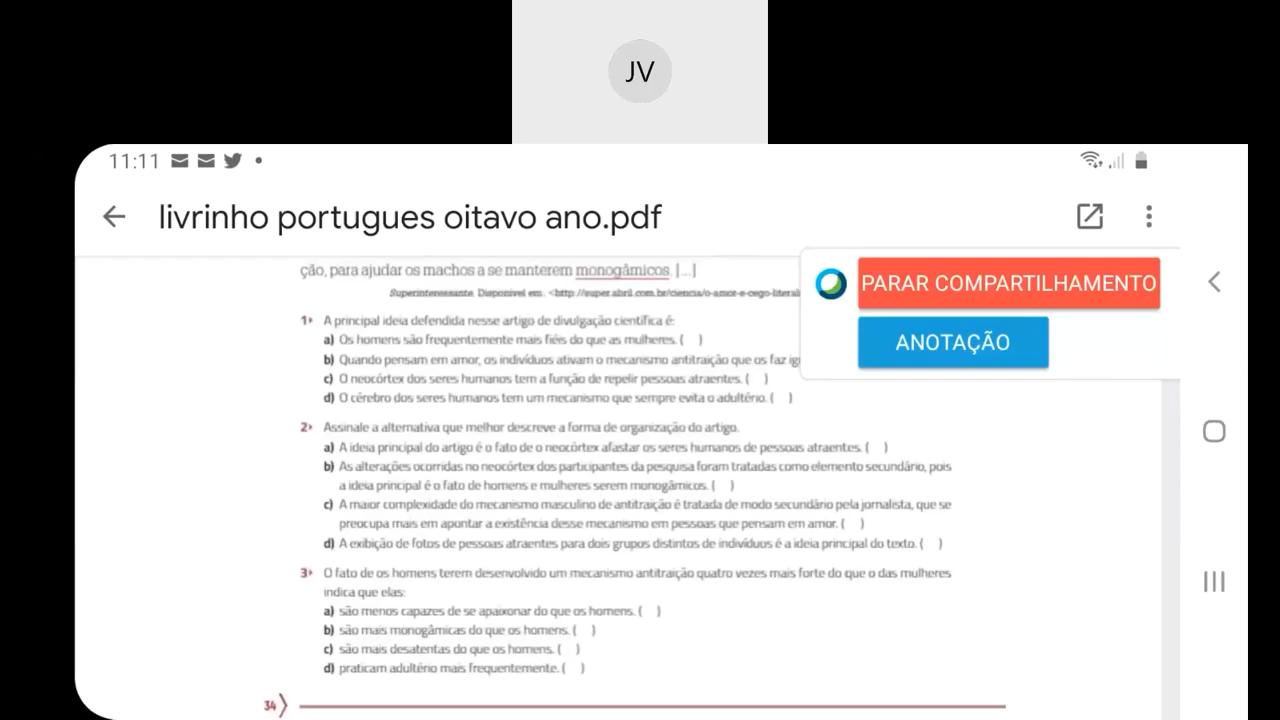 JV
11:11
livrinho portugues oitavo ano.pdf
PARAR COMPARTILHAMENTO
ANOTAÇÃO
ção, para ajudar os machos a se manterem monogâmicos. [...]
Superinteressante. Disponível em: <http://super.abril.com.br/ciencia/o-amor-e-cego-literal
1 A principal ideia defendida nesse artigo de divulgação científica é:
a) Os homens são frequentemente mais fiéis do que as mulheres. ( )
b) Quando pensam em amor, os indivíduos ativam o mecanismo antitraição que os faz ig
c) O neocórtex dos seres humanos tem a função de repelir pessoas atraentes. ( )
d) O cérebro dos seres humanos tem um mecanismo que sempre evita o adultério. ( )
2 Assinale a alternativa que melhor descreve a forma de organização do artigo.
a) A ideia principal do artigo é o fato de o neocórtex afastar os seres humanos de pessoas atraentes. ( )
b) As alterações ocorridas no neocórtex dos participantes da pesquisa foram tratadas como elemento secundário, pois
a ideia principal é o fato de homens e mulheres serem monogâmicos. ( )
c) A maior complexidade do mecanismo masculino de antitraição é tratada de modo secundário pela jornalista, que se
preocupa mais em apontar a existência desse mecanismo em pessoas que pensam em amor. ( )
d) A exibição de fotos de pessoas atraentes para dois grupos distintos de indivíduos é a ideia principal do texto. ( )
3 O fato de os homens terem desenvolvido um mecanismo antitraição quatro vezes mais forte do que o das mulheres
indica que elas:
a) são menos capazes de se apaixonar do que os homens. ( )
b) são mais monogâmicas do que os homens. ( )
c) são mais desatentas do que os homens. ( )
d) praticam adultério mais frequentemente. ( )
34